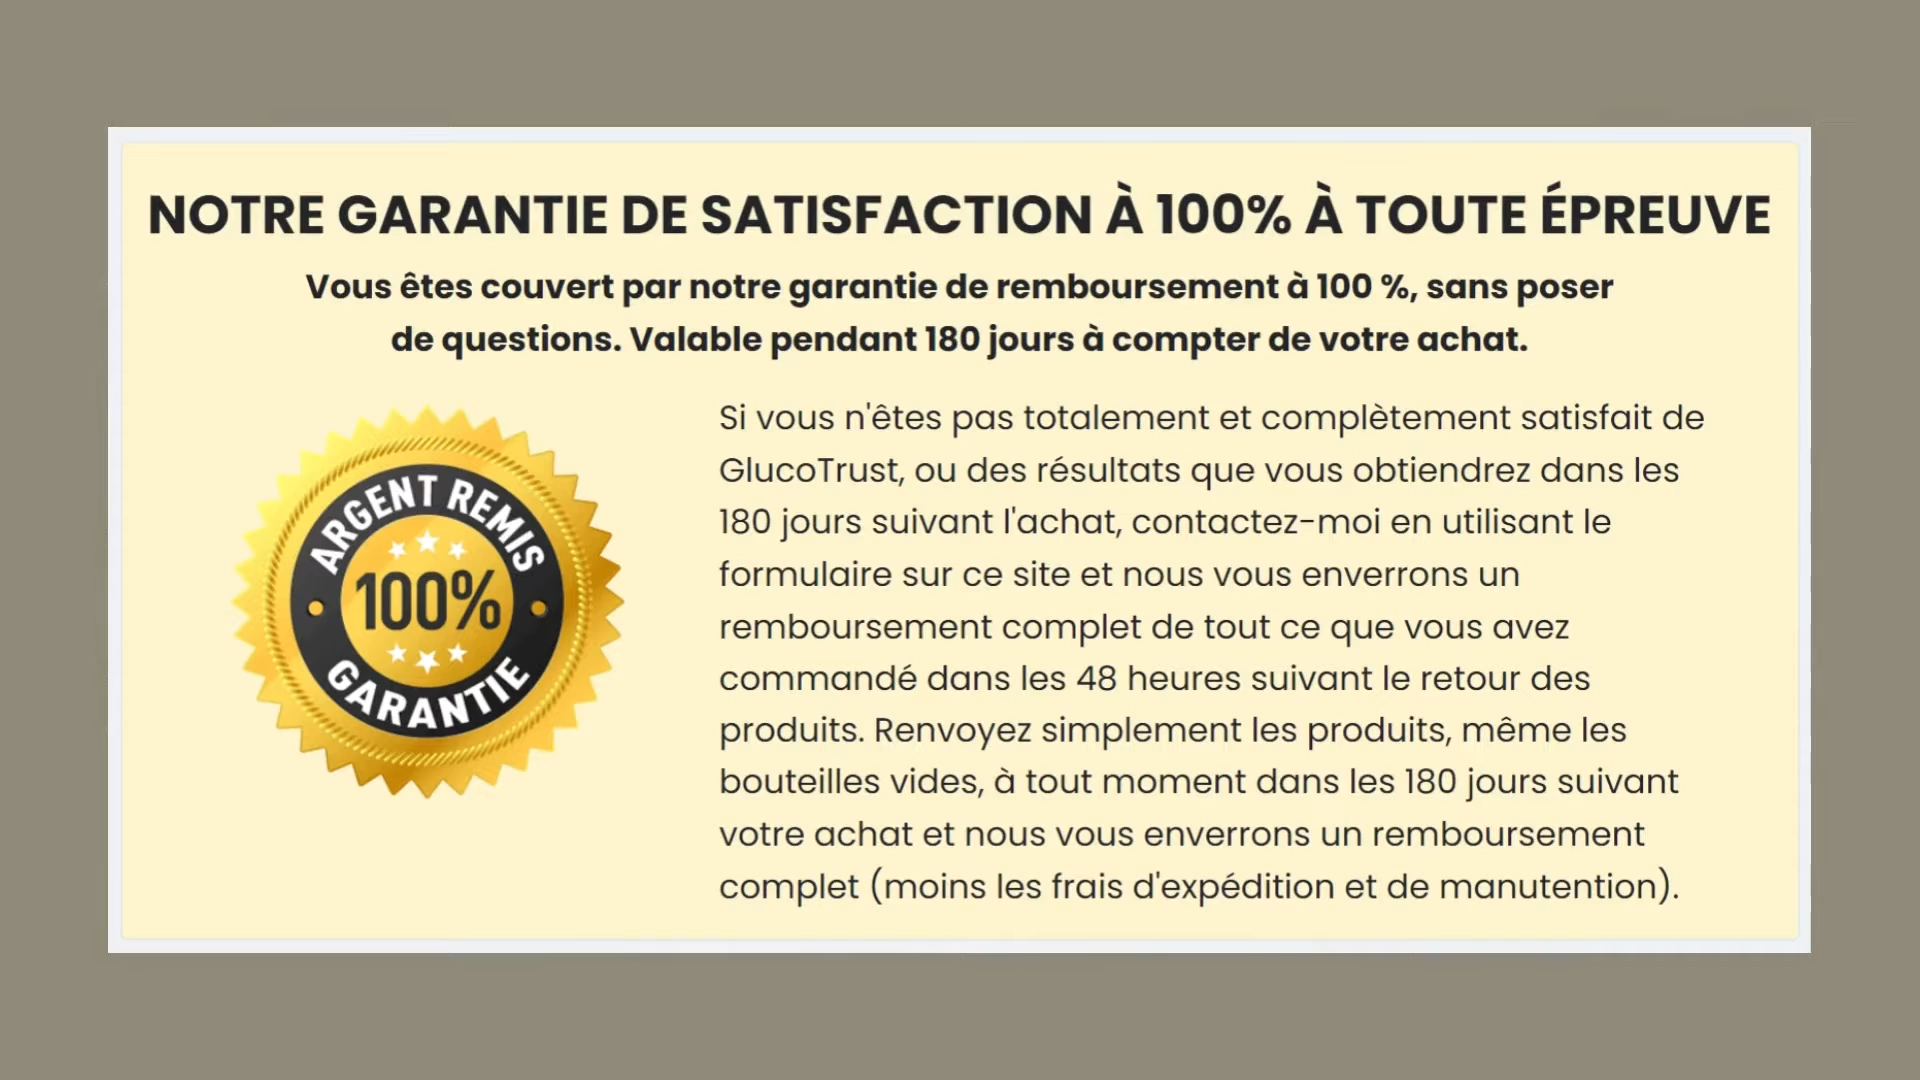 NOTRE GARANTIE DE SATISFACTION À 100% À TOUTE ÉPREUVE
Vous êtes couvert par notre garantie de remboursement à 100 %, sans poser
de questions. Valable pendant 180 jours à compter de votre achat.
ARGENT REMIS
100%
GARANTIE
Si vous n'êtes pas totalement et complètement satisfait de
GlucoTrust, ou des résultats que vous obtiendrez dans les
180 jours suivant l'achat, contactez-moi en utilisant le
formulaire sur ce site et nous vous enverrons un
remboursement complet de tout ce que vous avez
commandé dans les 48 heures suivant le retour des
produits. Renvoyez simplement les produits, même les
bouteilles vides, à tout moment dans les 180 jours suivant
votre achat et nous vous enverrons un remboursement
complet (moins les frais d'expédition et de manutention).